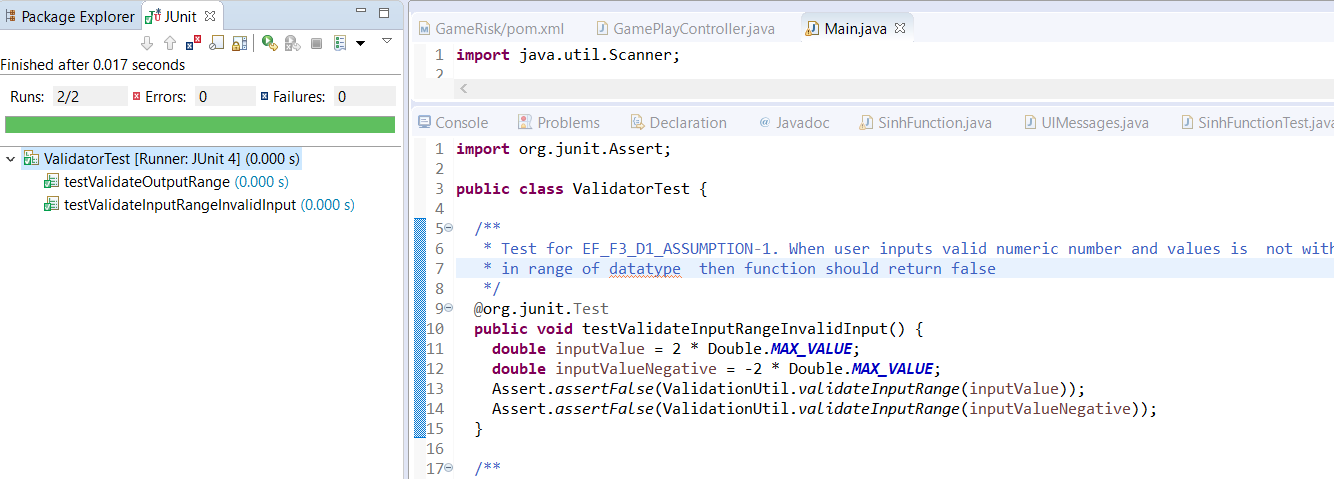 Package Explorer JUnit
Finished after 0.017 seconds
Runs: 2/2 Errors: 0 Failures: 0
ValidatorTest [Runner: JUnit 4] (0.000 s)
testValidateOutputRange (0.000 s)
testValidateInputRangeInvalidInput (0.000 s)
GameRisk/pom.xml GamePlayController.java Main.java
1 import java.util.Scanner;
2
Console Problems Declaration @ Javadoc SinhFunction.java UIMessages.java SinhFunctionTest.java
1 import org.junit.Assert;
2
3 public class ValidatorTest {
4
5 /**
6 * Test for EF_F3_D1_ASSUMPTION-1. When user inputs valid numeric number and values is  not with
7 * in range of datatype  then function should return false
8 */
9 @org.junit.Test
10 public void testValidateInputRangeInvalidInput() {
11 double inputValue = 2 * Double.MAX_VALUE;
12 double inputValueNegative = -2 * Double.MAX_VALUE;
13 Assert.assertFalse(ValidationUtil.validateInputRange(inputValue));
14 Assert.assertFalse(ValidationUtil.validateInputRange(inputValueNegative));
15 }
16
17 /**